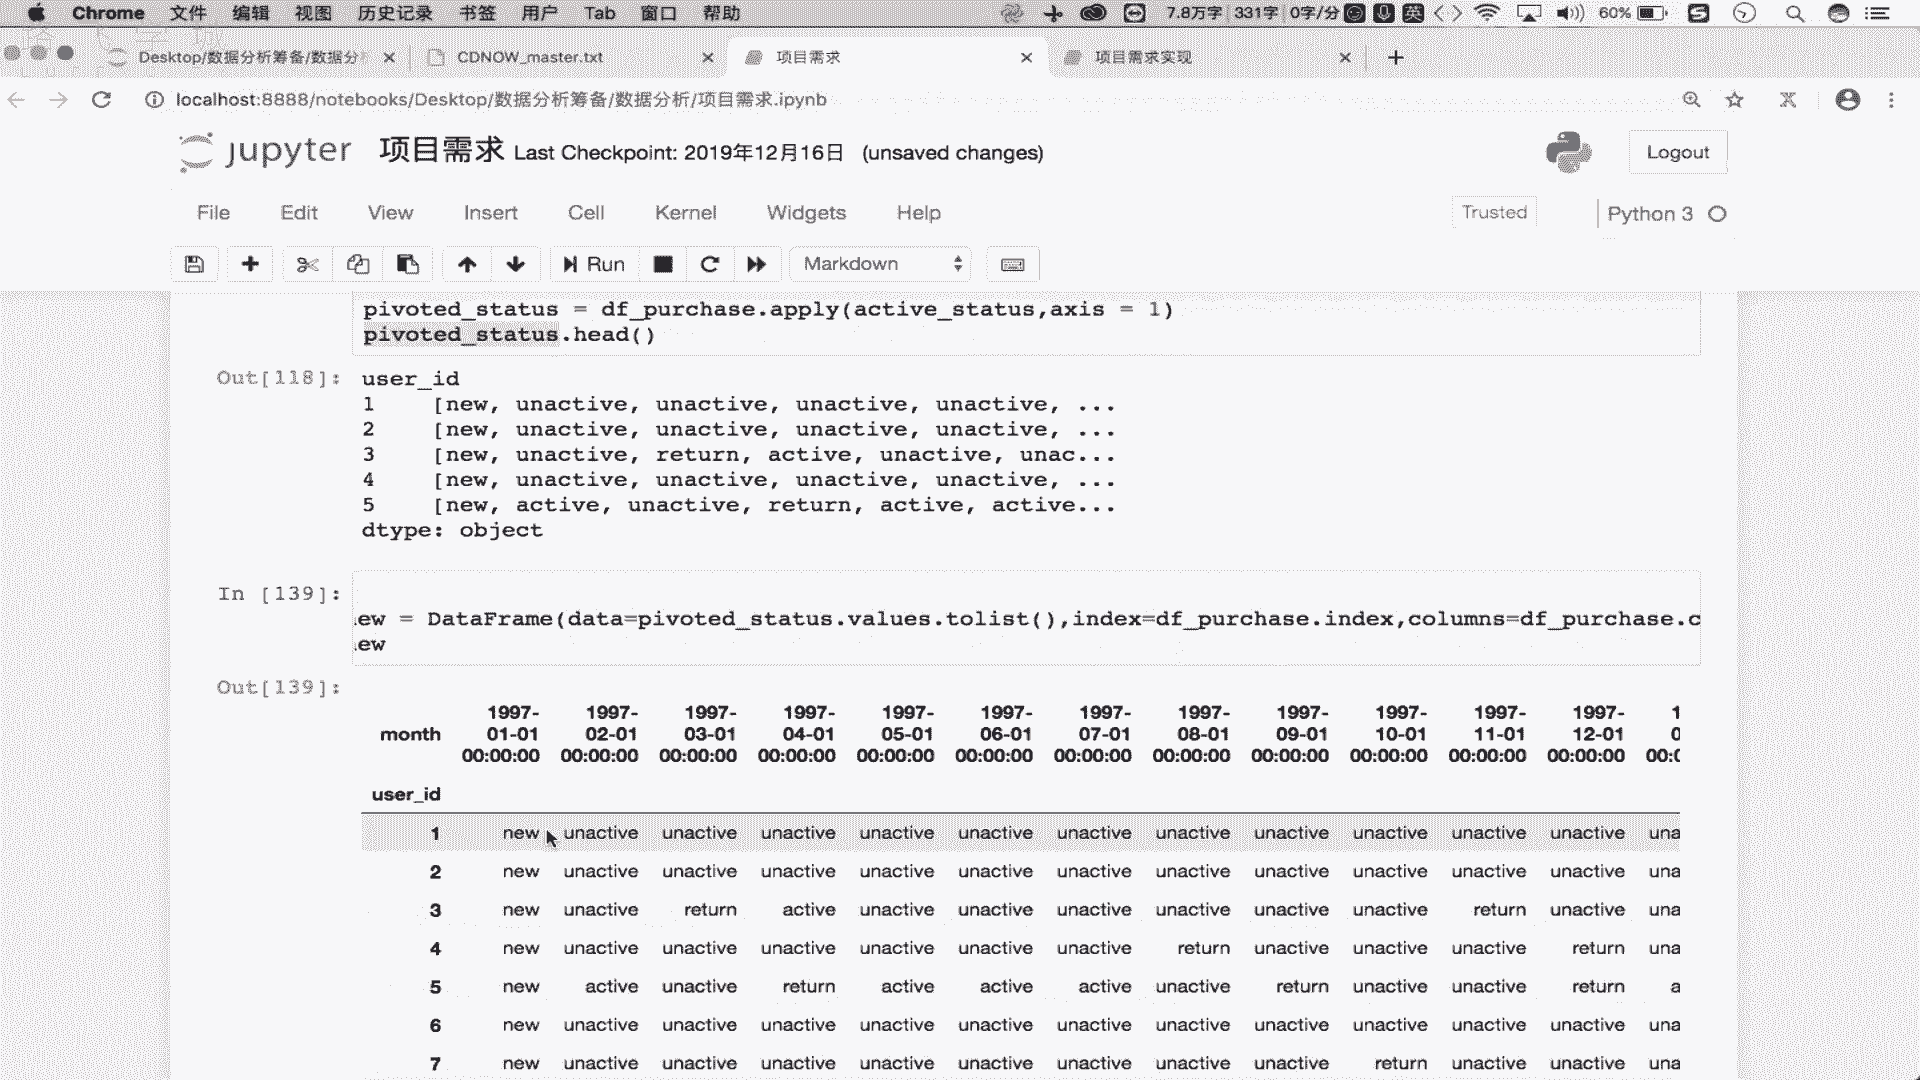 Chrome 文件 编辑 视图 历史记录 书签 用户 Tab 窗口 帮助 7.8万字 331字 0字/分 英 60%
Desktop/数据分析筹备/数据分 CDNOW_master.txt 项目需求 项目需求实现
localhost:8888/notebooks/Desktop/数据分析筹备/数据分析/项目需求.ipynb
jupyter 项目需求 Last Checkpoint: 2019年12月16日 (unsaved changes) Logout
File Edit View Insert Cell Kernel Widgets Help Trusted Python 3
Run Markdown
pivoted_status = df_purchase.apply(active_status,axis = 1)
pivoted_status.head()
Out[118]: user_id
1 [new, unactive, unactive, unactive, unactive, ...
2 [new, unactive, unactive, unactive, unactive, ...
3 [new, unactive, return, active, unactive, unac...
4 [new, unactive, unactive, unactive, unactive, ...
5 [new, active, unactive, return, active, active...
dtype: object
In [139]:
ew = DataFrame(data=pivoted_status.values.tolist(),index=df_purchase.index,columns=df_purchase.c
ew
Out[139]:
1997- 1997- 1997- 1997- 1997- 1997- 1997- 1997- 1997- 1997- 1997- 1997- 1
month 01-01 02-01 03-01 04-01 05-01 06-01 07-01 08-01 09-01 10-01 11-01 12-01 0
00:00:00 00:00:00 00:00:00 00:00:00 00:00:00 00:00:00 00:00:00 00:00:00 00:00:00 00:00:00 00:00:00 00:00:00 00:0
user_id
1 new unactive unactive unactive unactive unactive unactive unactive unactive unactive unactive unactive una
2 new unactive unactive unactive unactive unactive unactive unactive unactive unactive unactive unactive una
3 new unactive return active unactive unactive unactive unactive unactive unactive return unactive una
4 new unactive unactive unactive unactive unactive unactive return unactive unactive unactive return una
5 new active unactive return active active active unactive return unactive unactive return a
6 new unactive unactive unactive unactive unactive unactive unactive unactive unactive unactive unactive una
7 new unactive unactive unactive unactive unactive unactive unactive unactive return unactive unactive una